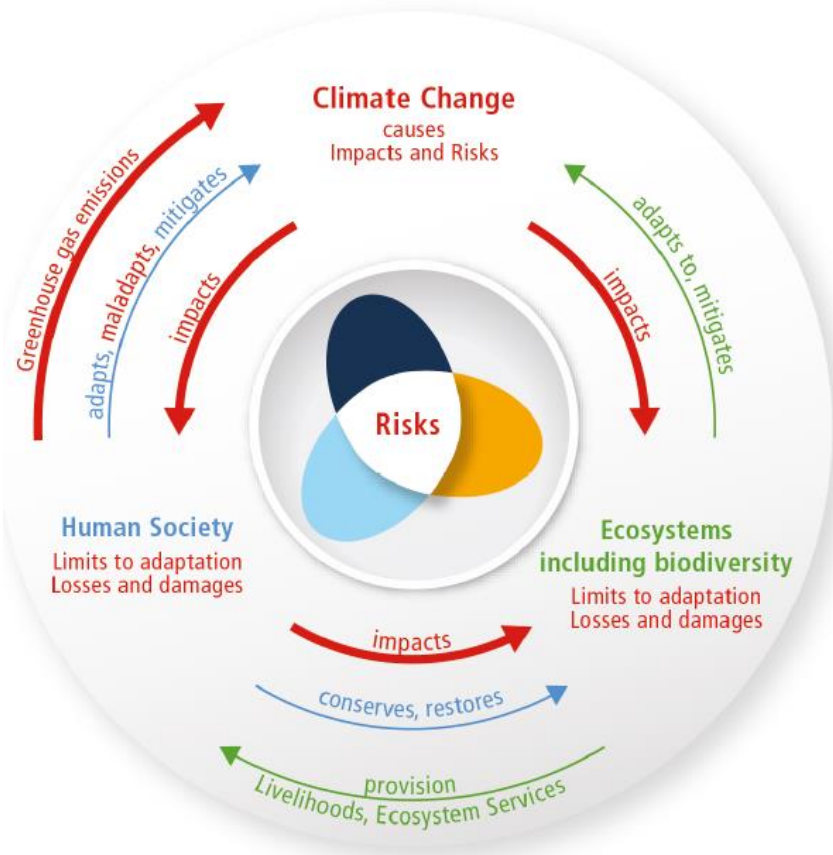 Climate Change
causes
Impacts and Risks
Greenhouse gas emissions
adapts, maladapts, mitigates
impacts
impacts
adapts to, mitigates
Risks
Human Society
Limits to adaptation
Losses and damages
Ecosystems
including biodiversity
Limits to adaptation
Losses and damages
impacts
conserves, restores
provision
Livelihoods, Ecosystem Services